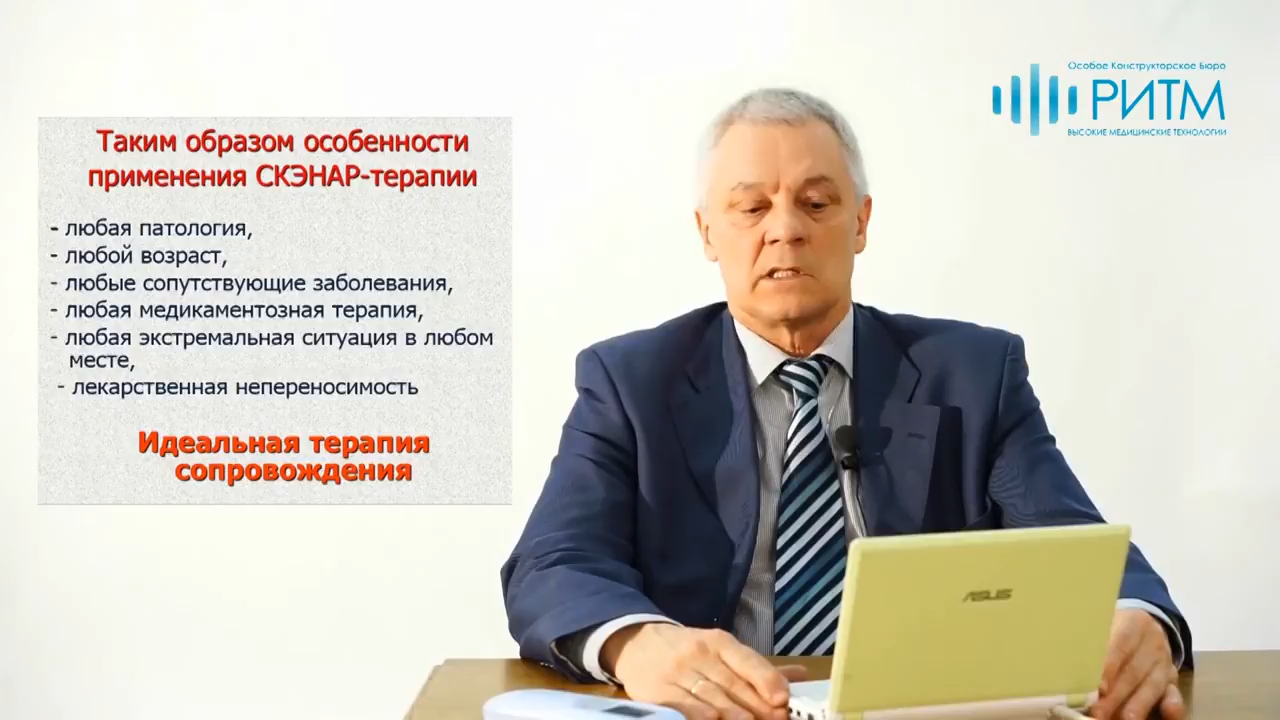 Таким образом особенности
применения СКЭНАР-терапии
- любая патология,
- любой возраст,
- любые сопутствующие заболевания,
- любая медикаментозная терапия,
- любая экстремальная ситуация в любом
месте,
- лекарственная непереносимость
Идеальная терапия
сопровождения
Особое Конструкторское Бюро
РИТМ
ВЫСОКИЕ МЕДИЦИНСКИЕ ТЕХНОЛОГИИ
ASUS